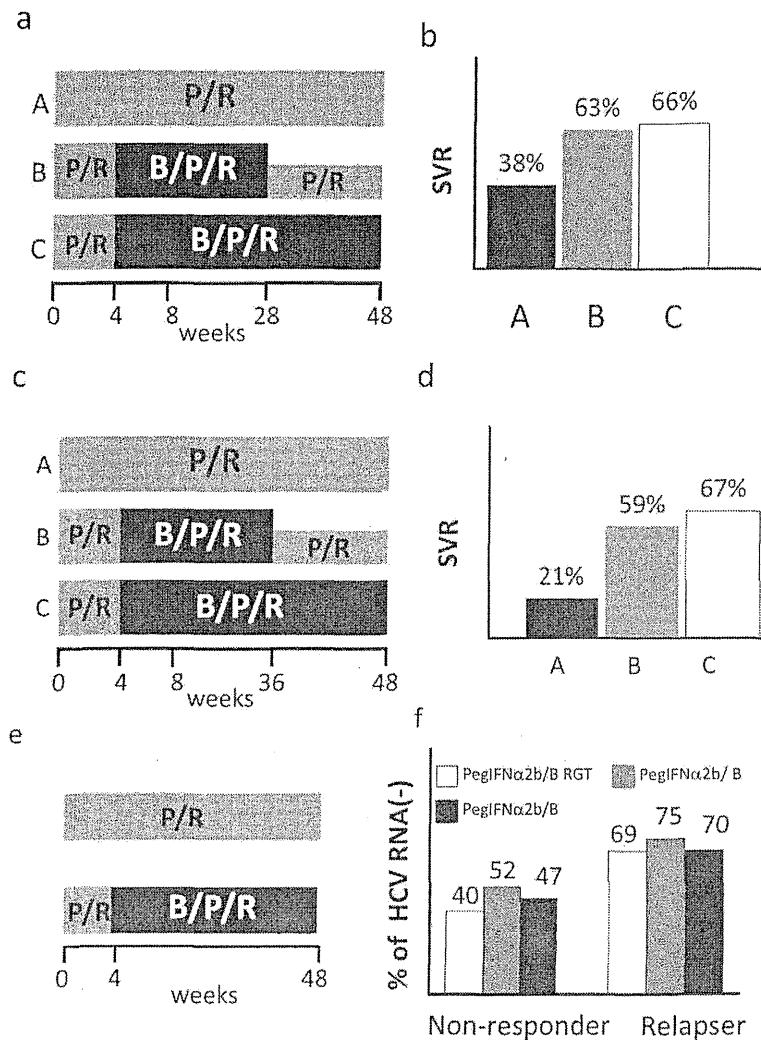 a
A
P/R
B
P/R
B/P/R
P/R
C
P/R
B/P/R
0 4 8 28 48
weeks
b
SVR
38%
63%
66%
A B C
c
A
P/R
B
P/R
B/P/R
P/R
C
P/R
B/P/R
0 4 8 36 48
weeks
d
SVR
21%
59%
67%
A B C
e
P/R
P/R
B/P/R
0 4 48
weeks
f
% of HCV RNA(-)
PegIFNα2b/B RGT
PegIFNα2b/ B
PegIFNα2b/B
40
52
47
69
75
70
Non-responder Relapser